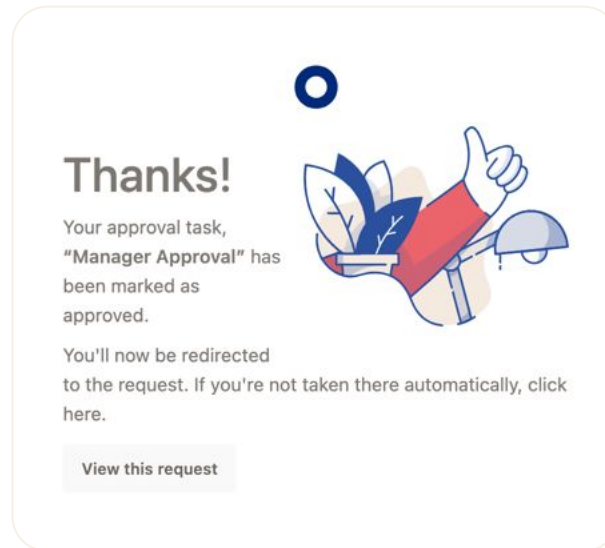 Thanks!
Your approval task,
“Manager Approval” has
been marked as
approved.
You'll now be redirected
to the request. If you're not taken there automatically, click
here.
View this request